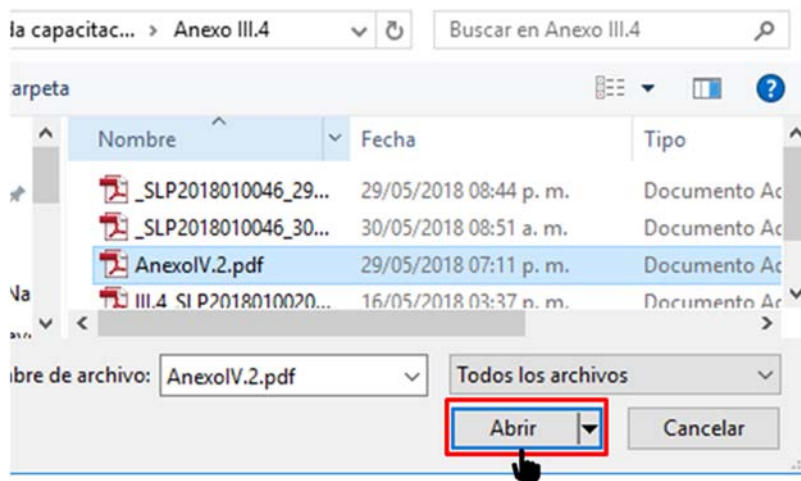 la capacitac... > Anexo III.4 Buscar en Anexo III.4
arpeta
Nombre Fecha Tipo
_SLP2018010046_29... 29/05/2018 08:44 p. m. Documento Ac
_SLP2018010046_30... 30/05/2018 08:51 a. m. Documento Ac
AnexoIV.2.pdf 29/05/2018 07:11 p. m. Documento Ac
III.4_SLP2018010020... 16/05/2018 03:37 p. m. Documento Ac
Na
bre de archivo: AnexoIV.2.pdf Todos los archivos
Abrir Cancelar